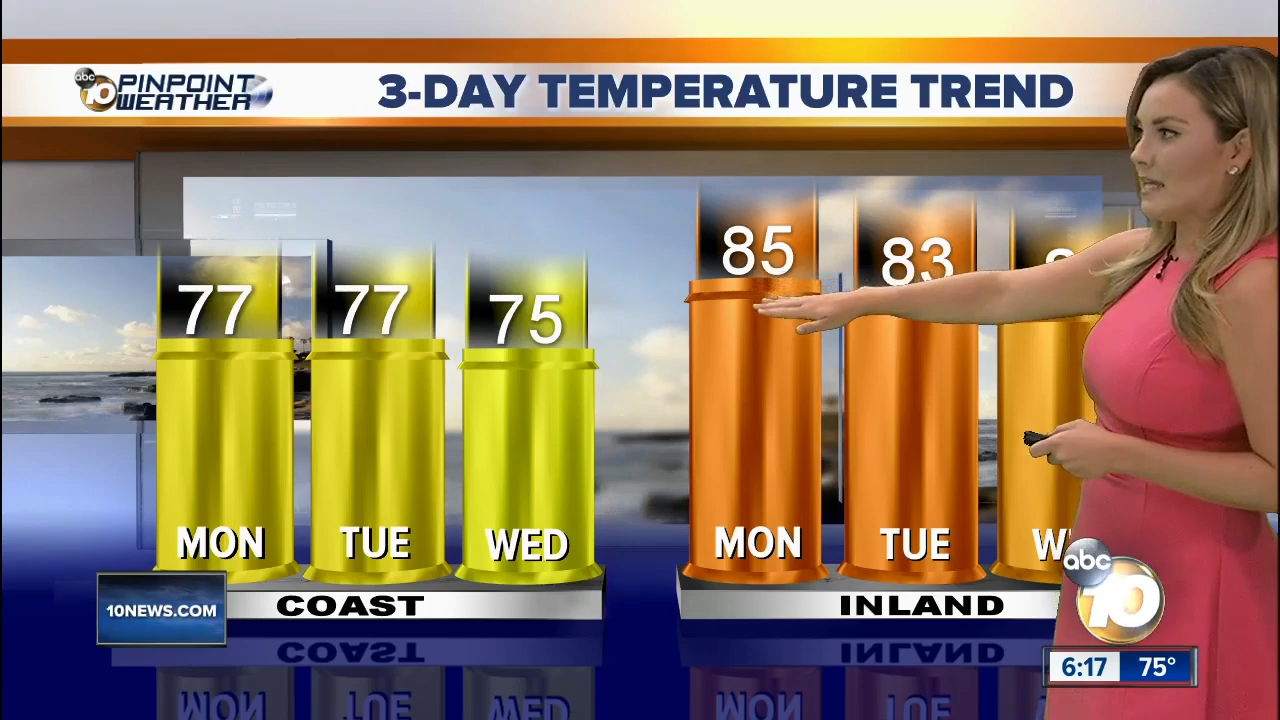 abc 10 PINPOINT WEATHER
3-DAY TEMPERATURE TREND
77
77
75
85
83
MON
TUE
WED
MON
TUE
COAST
INLAND
10NEWS.COM
abc
10
6:17
75°